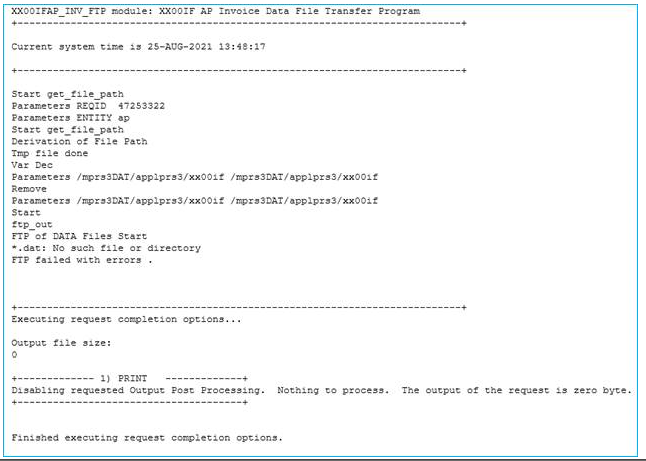 XX00IFAP_INV_FTP module: XX00IF AP Invoice Data File Transfer Program
+---------------------------------------------------------------------------+
Current system time is 25-AUG-2021 13:48:17
+---------------------------------------------------------------------------+
Start get_file_path
Parameters REQID  47253322
Parameters ENTITY ap
Start get_file_path
Derivation of File Path
Tmp file done
Var Dec
Parameters /mprs3DAT/applprs3/xx00if /mprs3DAT/applprs3/xx00if
Remove
Parameters /mprs3DAT/applprs3/xx00if /mprs3DAT/applprs3/xx00if
Start
ftp_out
FTP of DATA Files Start
*.dat: No such file or directory
FTP failed with errors .
+---------------------------------------------------------------------------+
Executing request completion options...
Output file size:
0
+------------- 1) PRINT   -------------+
Disabling requested Output Post Processing.  Nothing to process.  The output of the request is zero byte.
+--------------------------------------+
Finished executing request completion options.